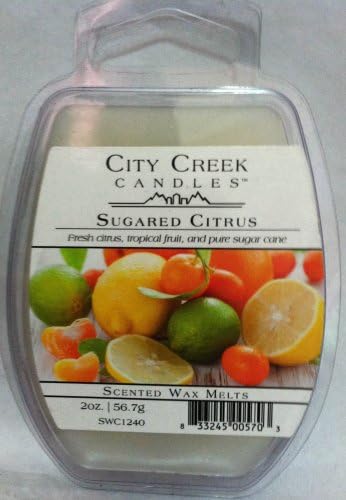 CITY CREEK
CANDLES™
SUGARED CITRUS
Fresh citrus, tropical fruit, and pure sugar cane
SCENTED WAX MELTS
2oz. | 56.7g
SWC1240
8 33245 00570 3